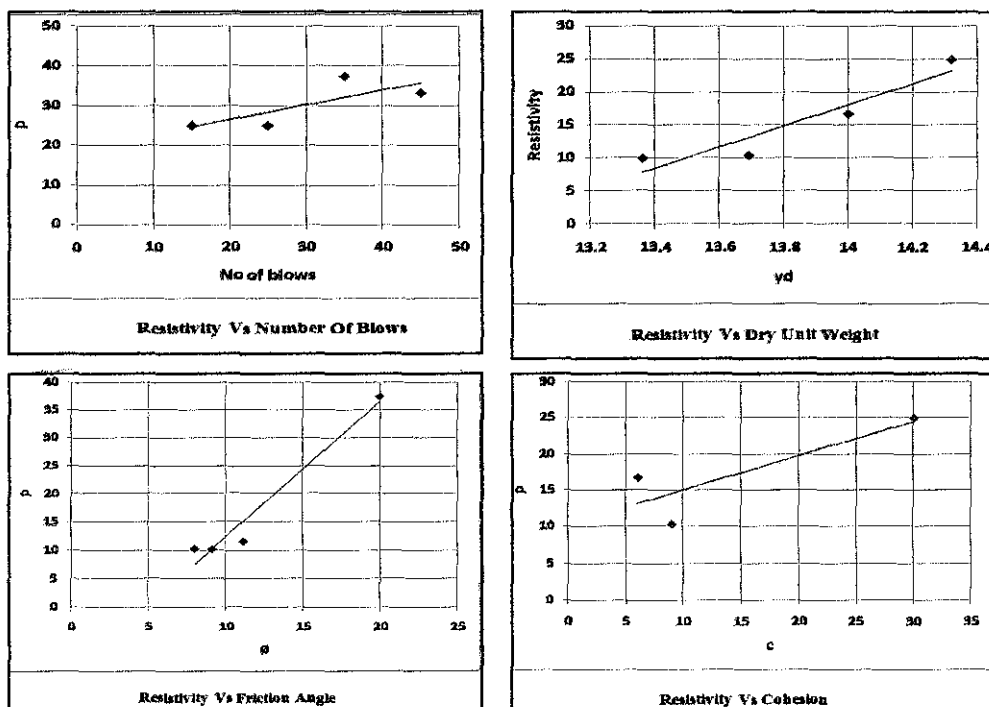 50
40
30
20
10
0
ρ
0 10 20 30 40 50
No of blows
Resistivity Vs Number Of Blows
30
25
20
15
10
5
0
Resistivity
13.2 13.4 13.6 13.8 14 14.2 14.4
γd
Resistivity Vs Dry Unit Weight
40
35
30
25
20
15
10
5
0
ρ
0 5 10 15 20 25
ø
Resistivity Vs Friction Angle
30
25
20
15
10
5
0
ρ
0 5 10 15 20 25 30 35
c
Resistivity Vs Cohesion